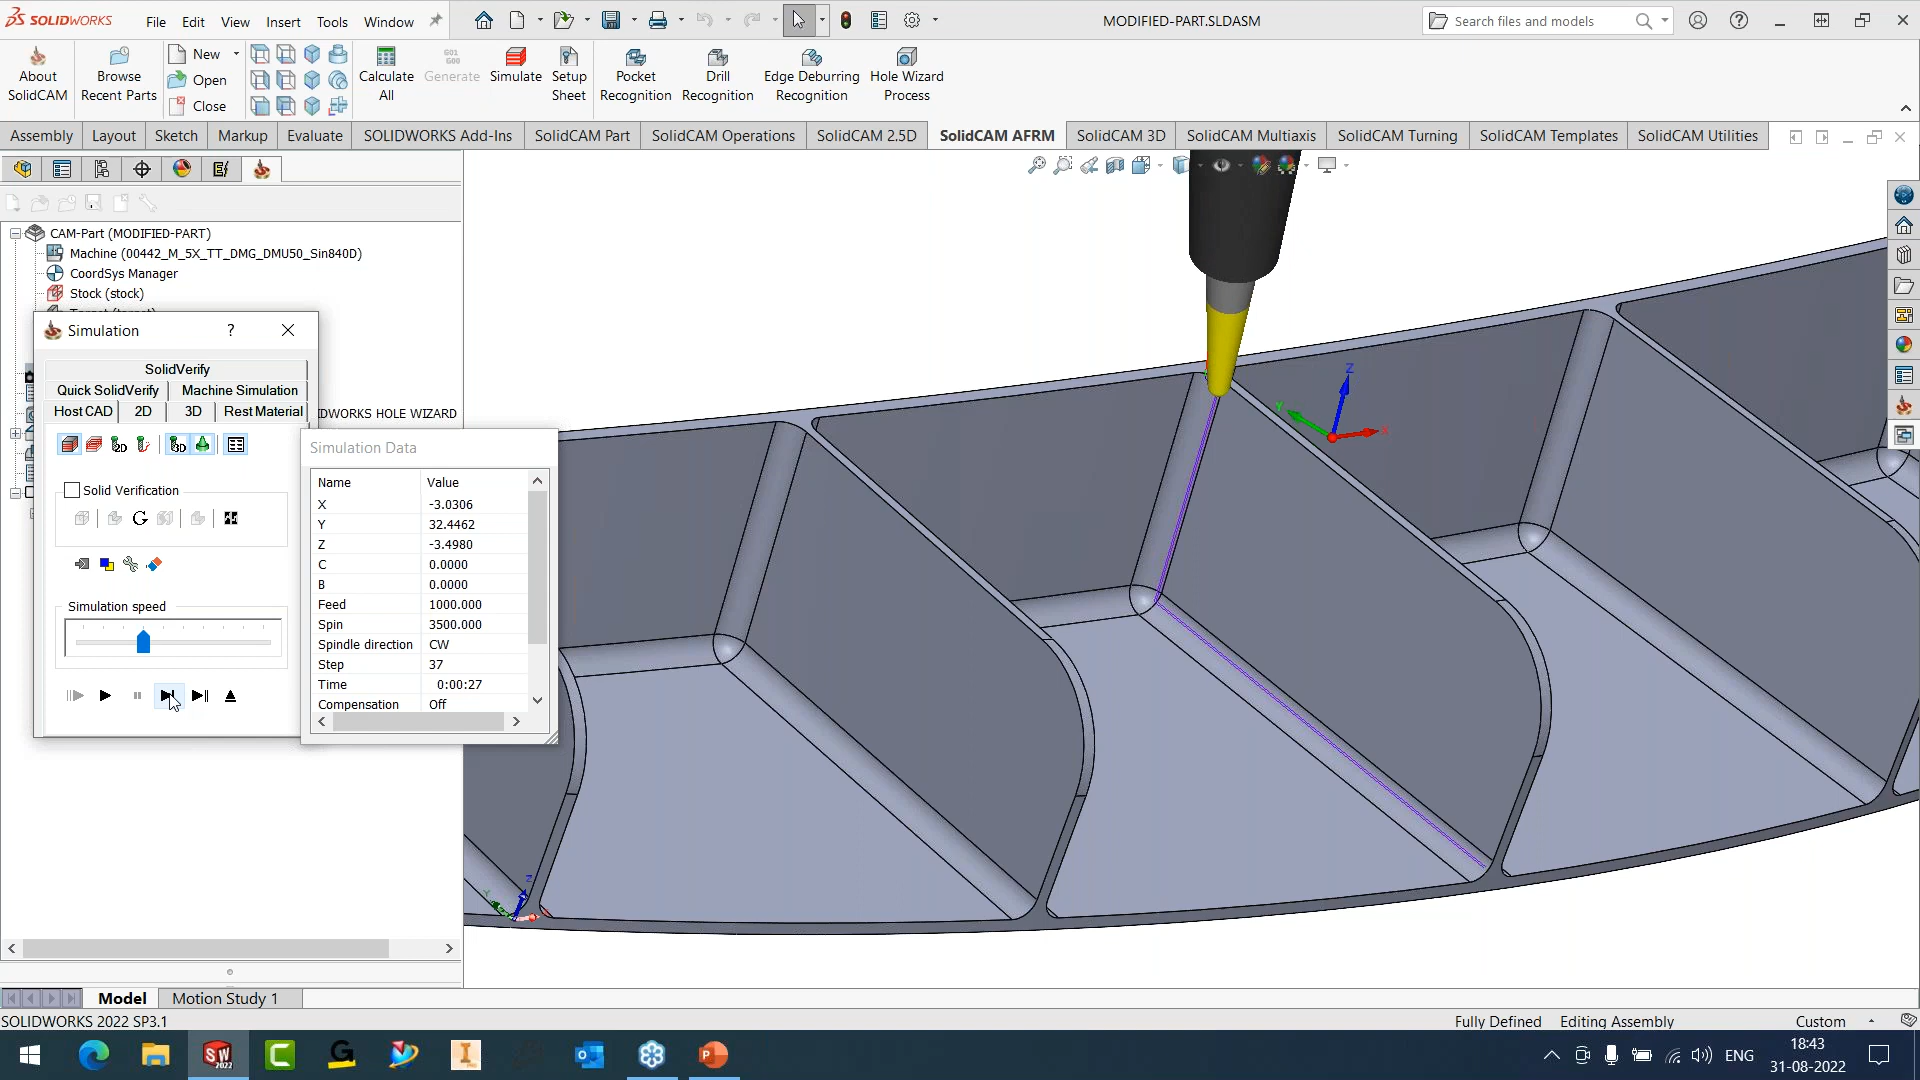 SOLIDWORKS File Edit View Insert Tools Window MODIFIED-PART.SLDASM Search files and models
About SolidCAM
Browse Recent Parts
New
Open
Close
Calculate All
G01 G00 Generate
Simulate
Setup Sheet
Pocket Recognition
Drill Recognition
Edge Deburring Recognition
Hole Wizard Process
Assembly Layout Sketch Markup Evaluate SOLIDWORKS Add-Ins SolidCAM Part SolidCAM Operations SolidCAM 2.5D SolidCAM AFRM SolidCAM 3D SolidCAM Multiaxis SolidCAM Turning SolidCAM Templates SolidCAM Utilities
CAM-Part (MODIFIED-PART)
Machine (00442_M_5X_TT_DMG_DMU50_Sin840D)
CoordSys Manager
Stock (stock)
Simulation ?
SolidVerify
Quick SolidVerify Machine Simulation
Host CAD 2D 3D Rest Material
DWORKS HOLE WIZARD
2D 3D
Solid Verification
Simulation speed
Simulation Data
Name Value
X -3.0306
Y 32.4462
Z -3.4980
C 0.0000
B 0.0000
Feed 1000.000
Spin 3500.000
Spindle direction CW
Step 37
Time 0:00:27
Compensation Off
Z
Y
X
Z
Y
Model Motion Study 1
SOLIDWORKS 2022 SP3.1 Fully Defined Editing Assembly Custom
SW 2022
ENG
18:43
31-08-2022